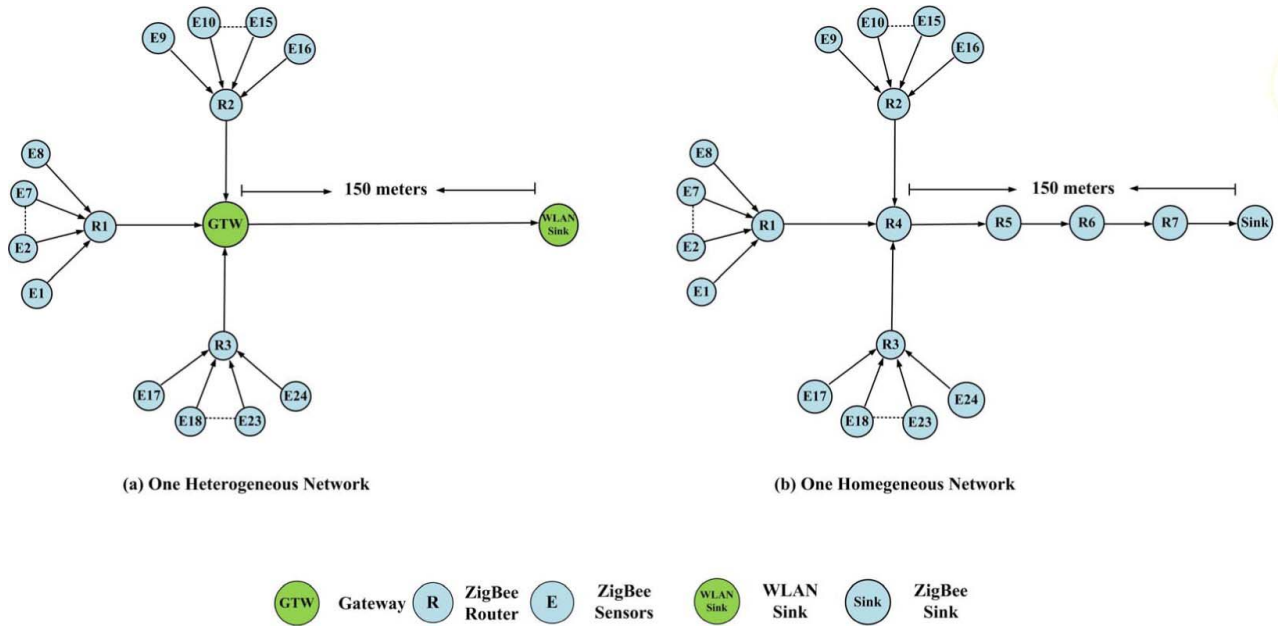 E10
E15
E9
E16
R2
E8
E7
R1
E2
E1
GTW
150 meters
WLAN
Sink
R3
E17
E24
E18
E23
(a) One Heterogeneous Network
E10
E15
E9
E16
R2
E8
E7
R1
E2
E1
R4
150 meters
R5
R6
R7
Sink
R3
E17
E24
E18
E23
(b) One Homegeneous Network
GTW
Gateway
R
ZigBee
Router
E
ZigBee
Sensors
WLAN
Sink
WLAN
Sink
Sink
ZigBee
Sink